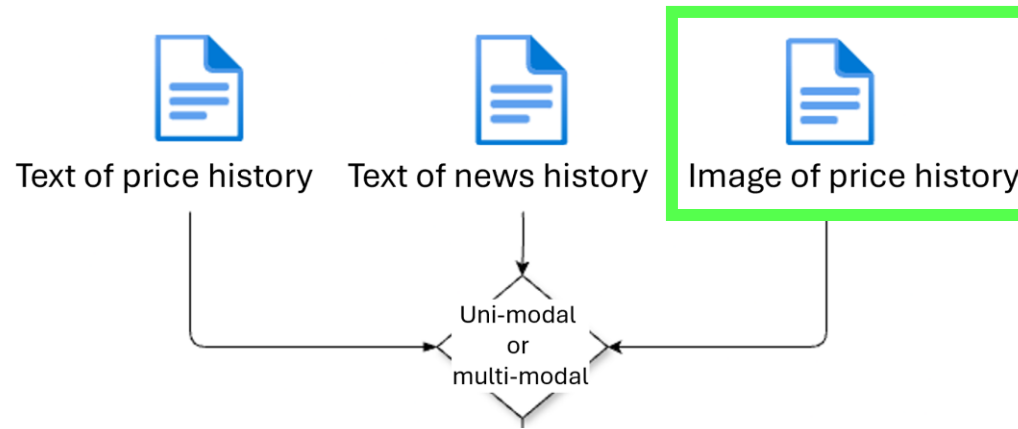 Text of price history
Text of news history
Image of price history
Uni-modal
or
multi-modal